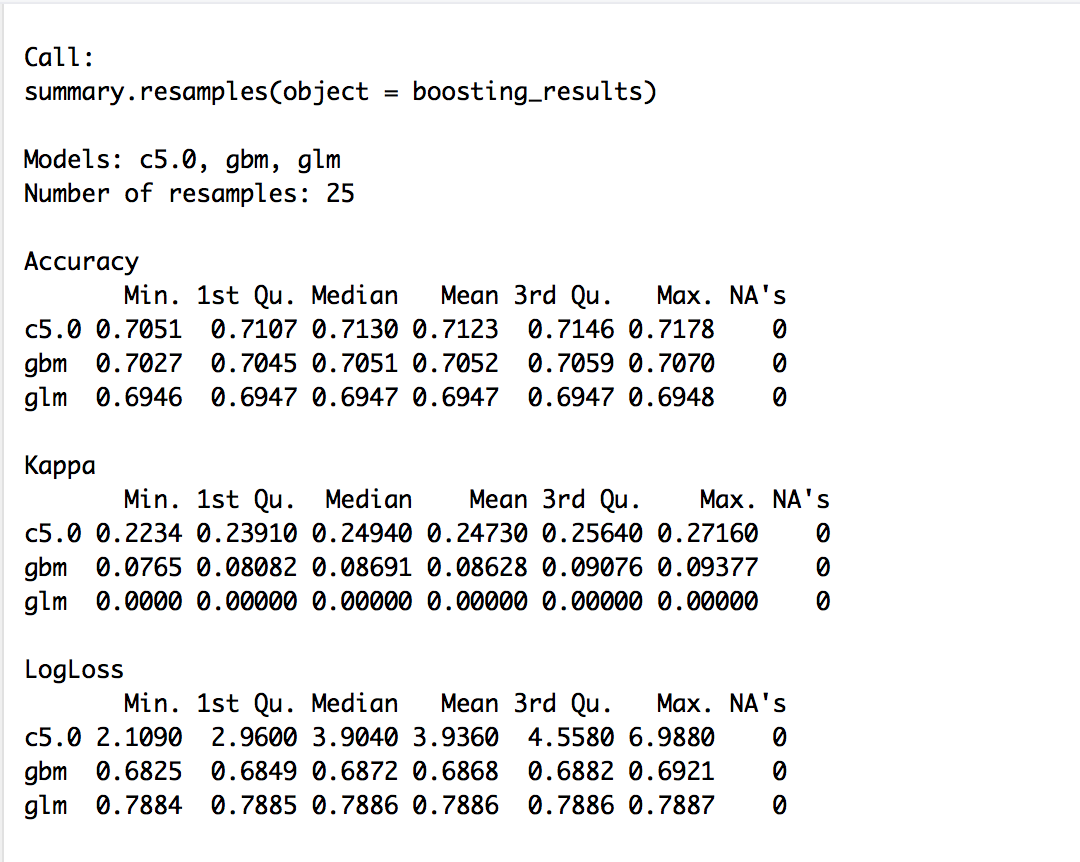 Call:
summary.resamples(object = boosting_results)
Models: c5.0, gbm, glm
Number of resamples: 25
Accuracy
Min. 1st Qu. Median Mean 3rd Qu. Max. NA's
c5.0 0.7051 0.7107 0.7130 0.7123 0.7146 0.7178 0
gbm 0.7027 0.7045 0.7051 0.7052 0.7059 0.7070 0
glm 0.6946 0.6947 0.6947 0.6947 0.6947 0.6948 0
Kappa
Min. 1st Qu. Median Mean 3rd Qu. Max. NA's
c5.0 0.2234 0.23910 0.24940 0.24730 0.25640 0.27160 0
gbm 0.0765 0.08082 0.08691 0.08628 0.09076 0.09377 0
glm 0.0000 0.00000 0.00000 0.00000 0.00000 0.00000 0
LogLoss
Min. 1st Qu. Median Mean 3rd Qu. Max. NA's
c5.0 2.1090 2.9600 3.9040 3.9360 4.5580 6.9880 0
gbm 0.6825 0.6849 0.6872 0.6868 0.6882 0.6921 0
glm 0.7884 0.7885 0.7886 0.7886 0.7886 0.7887 0